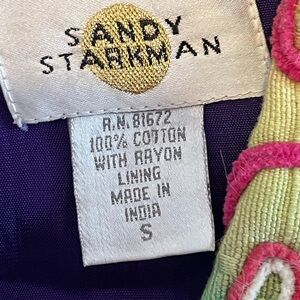 SANDY
STARKMAN
R.N. 81672
100% COTTON
WITH RAYON
LINING
MADE IN
INDIA
S